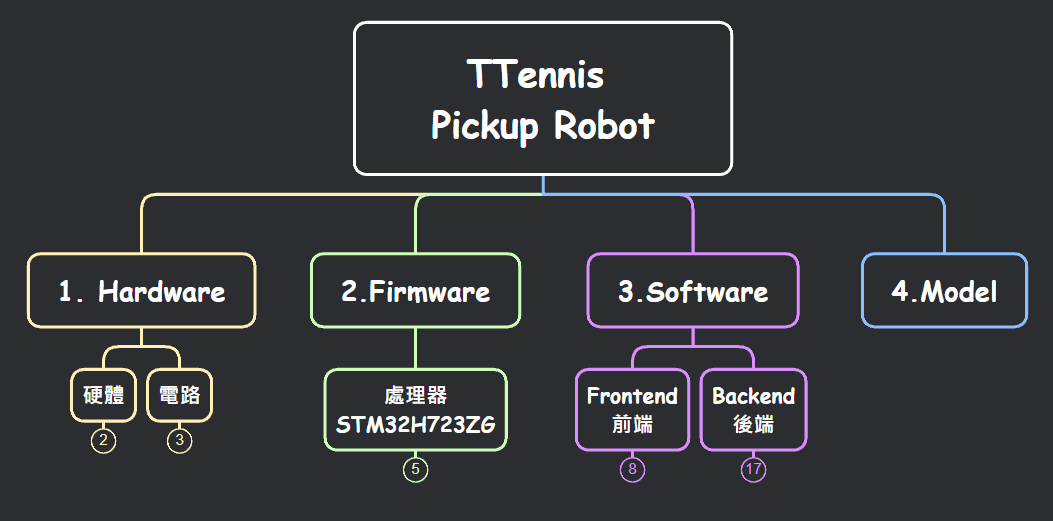 TTennis
Pickup Robot
1. Hardware
2.Firmware
3.Software
4.Model
硬體
電路
處理器
STM32H723ZG
Frontend
前端
Backend
後端
2
3
5
8
17